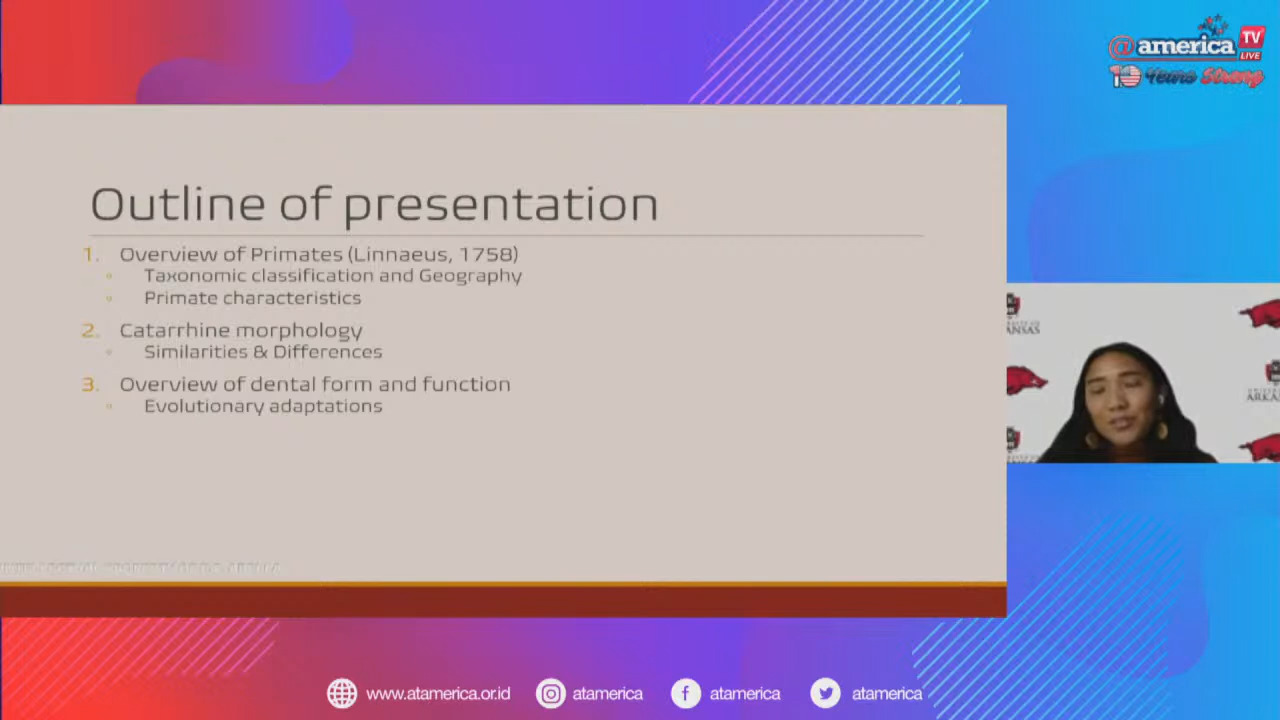 @america TV
LIVE
10 Years Strong
Outline of presentation
1. Overview of Primates (Linnaeus, 1758)
◦ Taxonomic classification and Geography
◦ Primate characteristics
2. Catarrhine morphology
◦ Similarities & Differences
3. Overview of dental form and function
◦ Evolutionary adaptations
www.atamerica.or.id atamerica atamerica atamerica